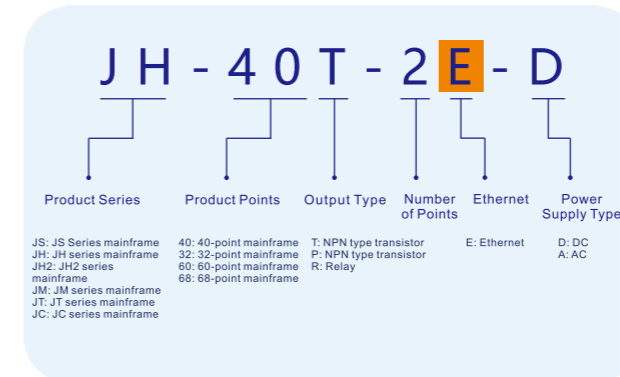 JH-40T-2E-D
Product Series
Product Points
Output Type
Number
of Points
Ethernet
Power
Supply Type
JS: JS Series mainframe
JH: JH series mainframe
JH2: JH2 series
mainframe
JM: JM series mainframe
JT: JT series mainframe
JC: JC series mainframe
40: 40-point mainframe
32: 32-point mainframe
60: 60-point mainframe
68: 68-point mainframe
T: NPN type transistor
P: NPN type transistor
R: Relay
E: Ethernet
D: DC
A: AC